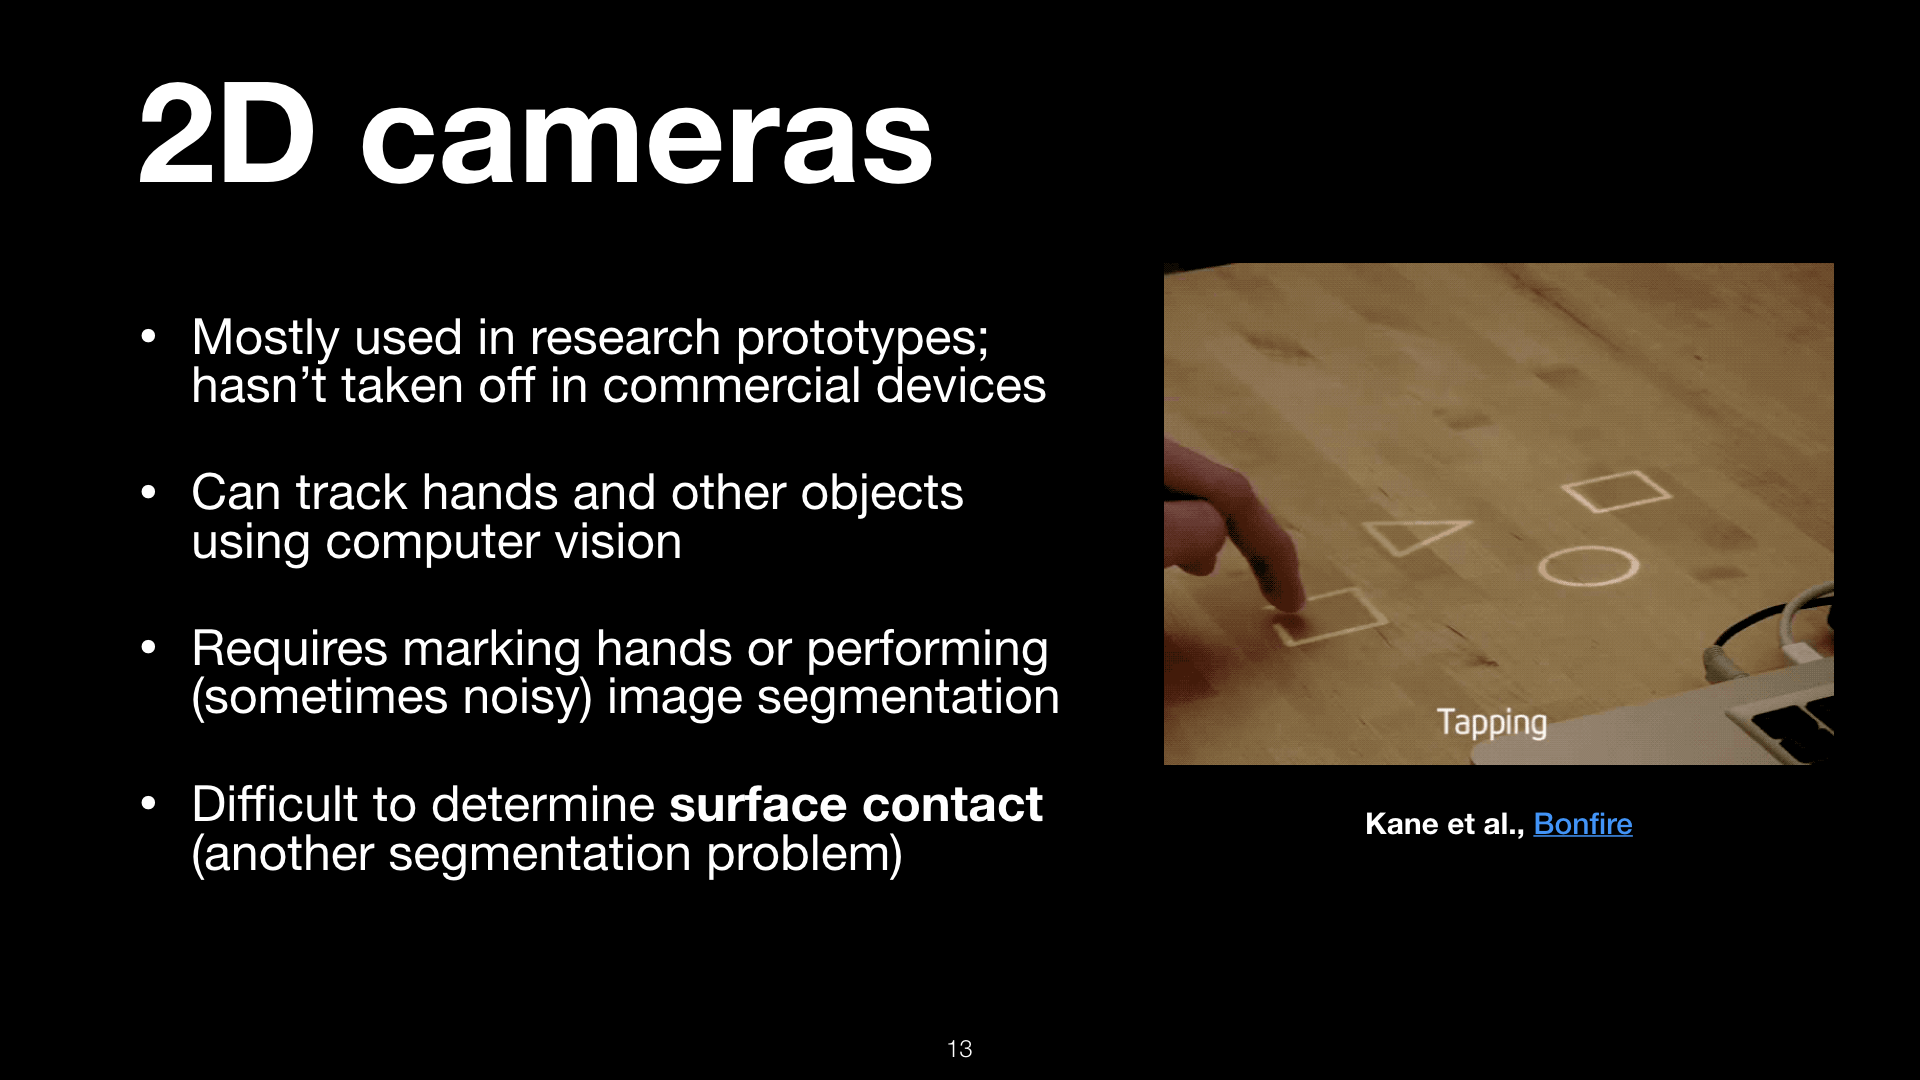 2D cameras
• Mostly used in research prototypes;
hasn’t taken off in commercial devices
• Can track hands and other objects
using computer vision
• Requires marking hands or performing
(sometimes noisy) image segmentation
• Difficult to determine surface contact
(another segmentation problem)
Tapping
Kane et al., Bonfire
13